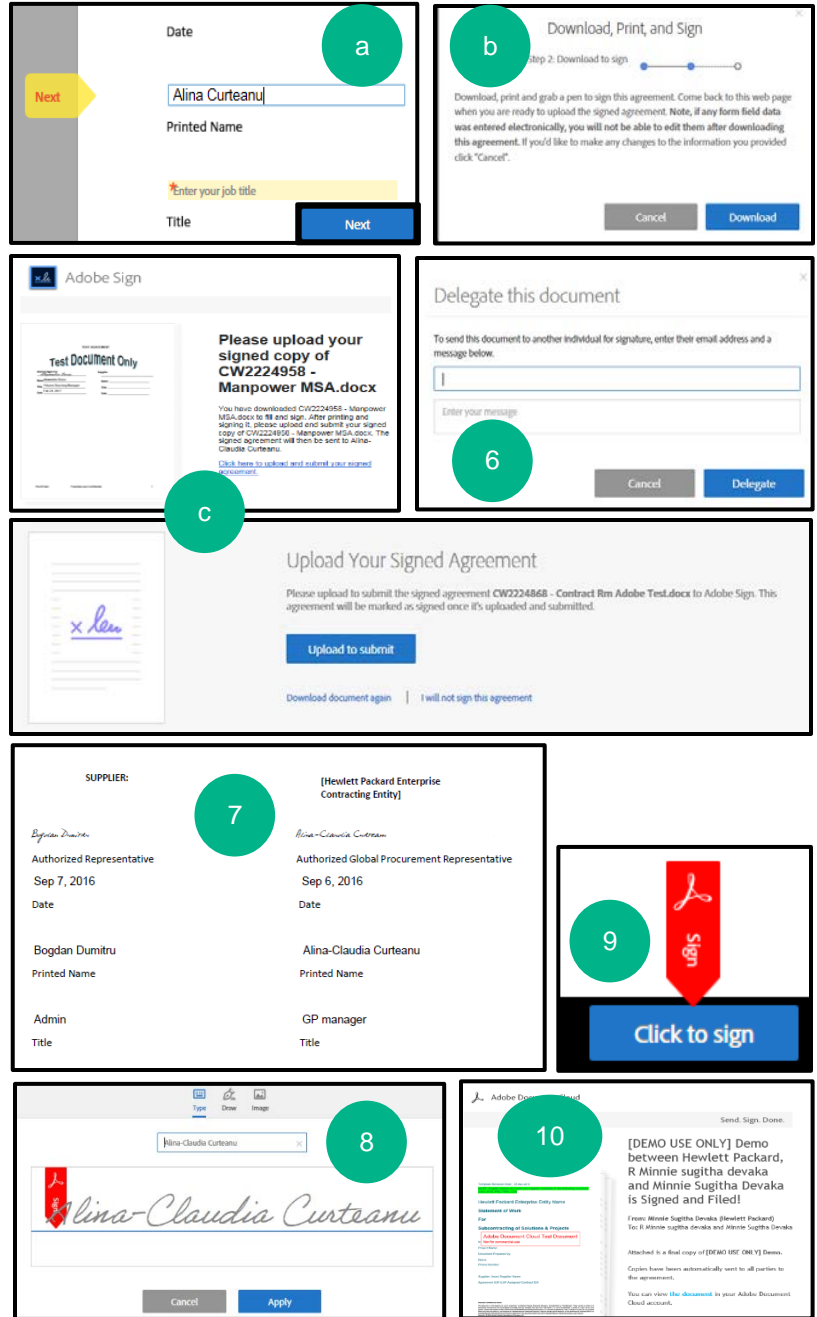 Date
a
Next
Alina Curteanu
Printed Name
*Enter your job title
Title
Next
b
Download, Print, and Sign
Step 2: Download to sign
Download, print and grab a pen to sign this agreement. Come back to this web page
when you are ready to upload the signed agreement. Note, if any form field data
was entered electronically, you will not be able to edit them after downloading
this agreement. If you'd like to make any changes to the information you provided
click "Cancel".
Cancel
Download
Adobe Sign
Test Document Only
Please upload your
signed copy of
CW2224958 -
Manpower MSA.docx
You have downloaded CW2224958 - Manpower
MSA.docx to fill and sign. After printing and
signing it, please upload and submit your signed
copy of CW2224958 - Manpower MSA.docx. The
signed agreement will then be sent to Alina-
Claudia Curteanu.
Click here to upload and submit your signed
agreement.
Delegate this document
To send this document to another individual for signature, enter their email address and a
message below.
Enter your message
6
Cancel
Delegate
c
Upload Your Signed Agreement
Please upload to submit the signed agreement CW2224868 - Contract Rm Adobe Test.docx to Adobe Sign. This
agreement will be marked as signed once it's uploaded and submitted.
Upload to submit
Download document again | I will not sign this agreement
SUPPLIER:
7
[Hewlett Packard Enterprise
Contracting Entity]
Bogdan Dumitru
Alina-Claudia Curteanu
Authorized Representative
Authorized Global Procurement Representative
Sep 7, 2016
Sep 6, 2016
Date
Date
Bogdan Dumitru
Alina-Claudia Curteanu
Printed Name
Printed Name
Admin
GP manager
Title
Title
9
Sign
Click to sign
Type
Draw
Image
Alina-Claudia Curteanu
8
Alina-Claudia Curteanu
Cancel
Apply
Adobe Document Cloud
10
Send. Sign. Done.
[DEMO USE ONLY] Demo
between Hewlett Packard,
R Minnie sugitha devaka
and Minnie Sugitha Devaka
is Signed and Filed!
From: Minnie Sugitha Devaka (Hewlett Packard)
To: R Minnie sugitha devaka and Minnie Sugitha Devaka
Attached is a final copy of [DEMO USE ONLY] Demo.
Copies have been automatically sent to all parties to
the agreement.
You can view the document in your Adobe Document
Cloud account.
Hewlett Packard Enterprise Entity Name
Statement of Work
For
Subcontracting of Solutions & Projects
Adobe Document Cloud Test Document